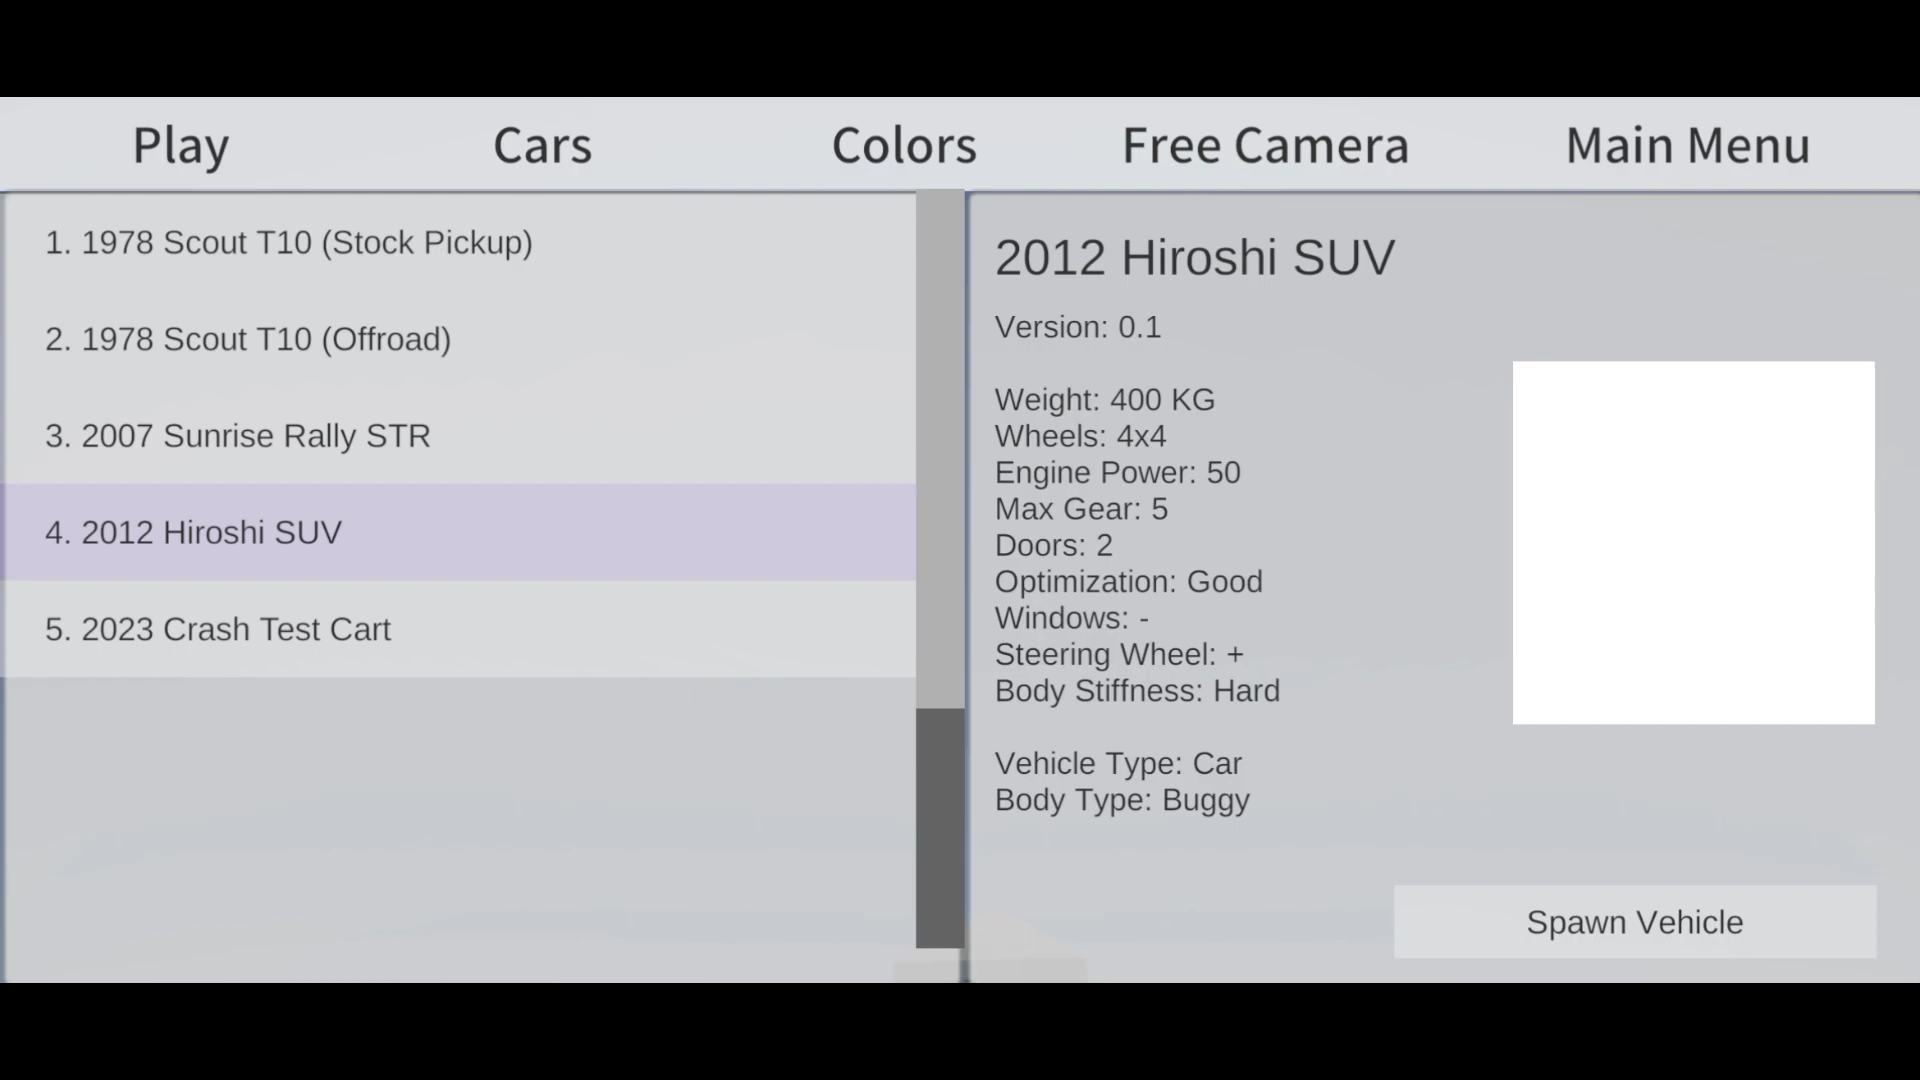 Play Cars Colors Free Camera Main Menu
1. 1978 Scout T10 (Stock Pickup)
2. 1978 Scout T10 (Offroad)
3. 2007 Sunrise Rally STR
4. 2012 Hiroshi SUV
5. 2023 Crash Test Cart
2012 Hiroshi SUV
Version: 0.1
Weight: 400 KG
Wheels: 4x4
Engine Power: 50
Max Gear: 5
Doors: 2
Optimization: Good
Windows: -
Steering Wheel: +
Body Stiffness: Hard
Vehicle Type: Car
Body Type: Buggy
Spawn Vehicle